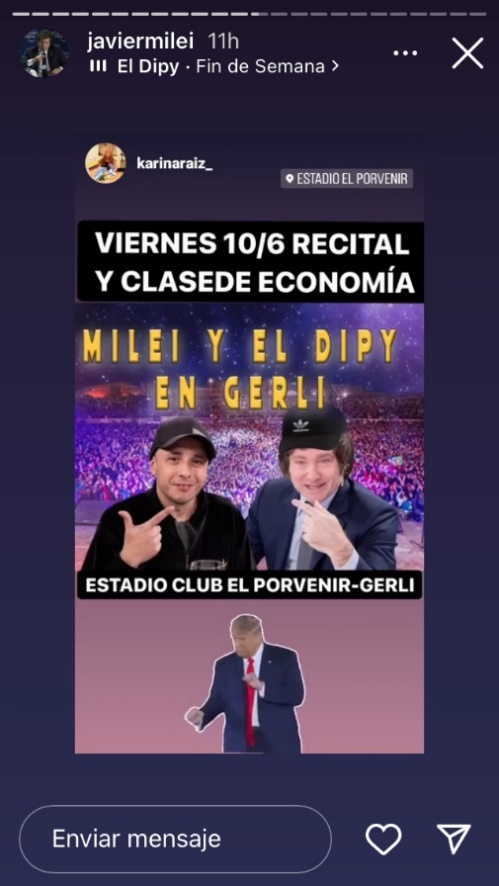 javiermilei 11h
El Dipy · Fin de Semana >
karinaraiz_
ESTADIO EL PORVENIR
VIERNES 10/6 RECITAL
Y CLASEDE ECONOMÍA
MILEI Y EL DIPY
EN GERLI
ESTADIO CLUB EL PORVENIR-GERLI
Enviar mensaje